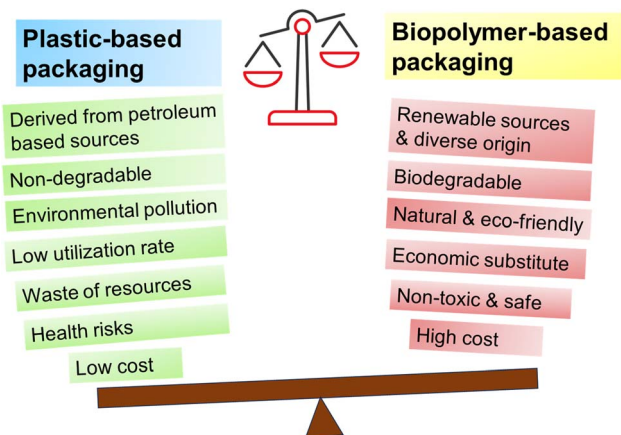 Plastic-based
packaging
Derived from petroleum
based sources
Non-degradable
Environmental pollution
Low utilization rate
Waste of resources
Health risks
Low cost
Biopolymer-based
packaging
Renewable sources
& diverse origin
Biodegradable
Natural & eco-friendly
Economic substitute
Non-toxic & safe
High cost